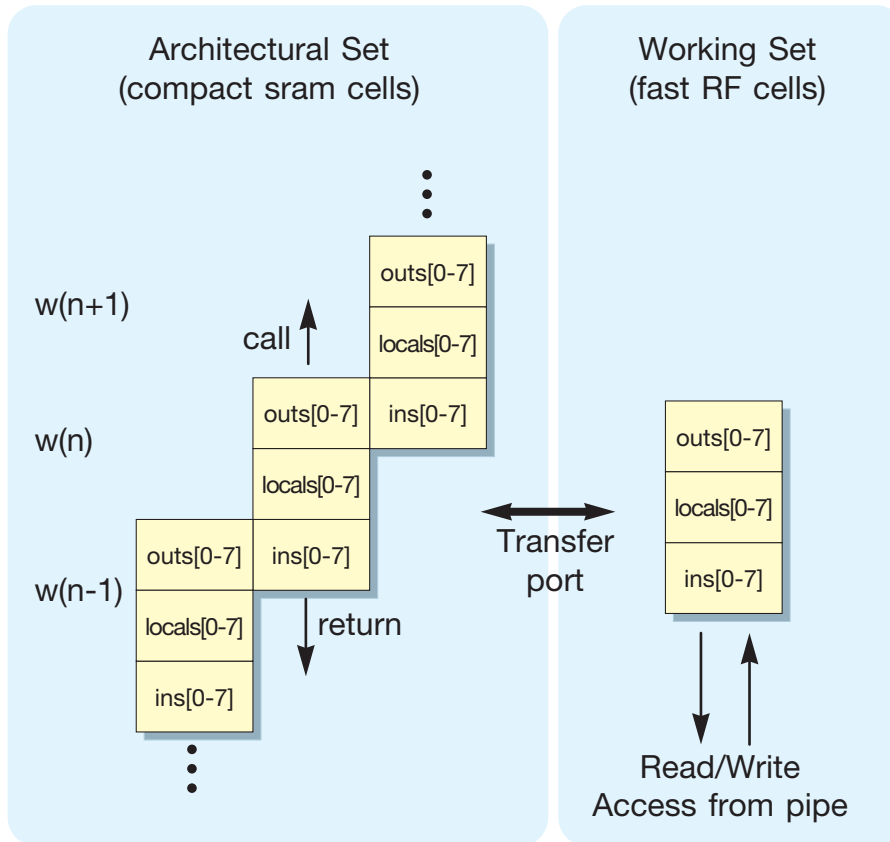 Architectural Set
(compact sram cells)
w(n+1)
call
outs[0-7]
locals[0-7]
ins[0-7]
w(n)
outs[0-7]
locals[0-7]
ins[0-7]
w(n-1)
outs[0-7]
locals[0-7]
ins[0-7]
return
Transfer
port
Working Set
(fast RF cells)
outs[0-7]
locals[0-7]
ins[0-7]
Read/Write
Access from pipe